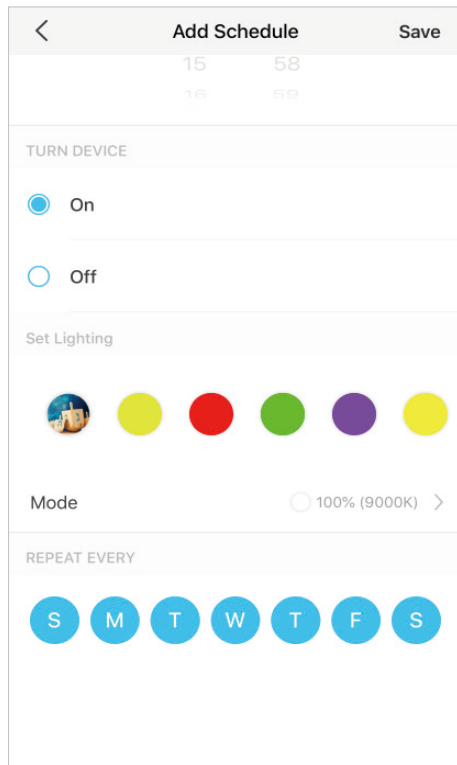 Add Schedule Save
15 58
16 59
TURN DEVICE
On
Off
Set Lighting
Mode 100% (9000K)
REPEAT EVERY
S M T W T F S